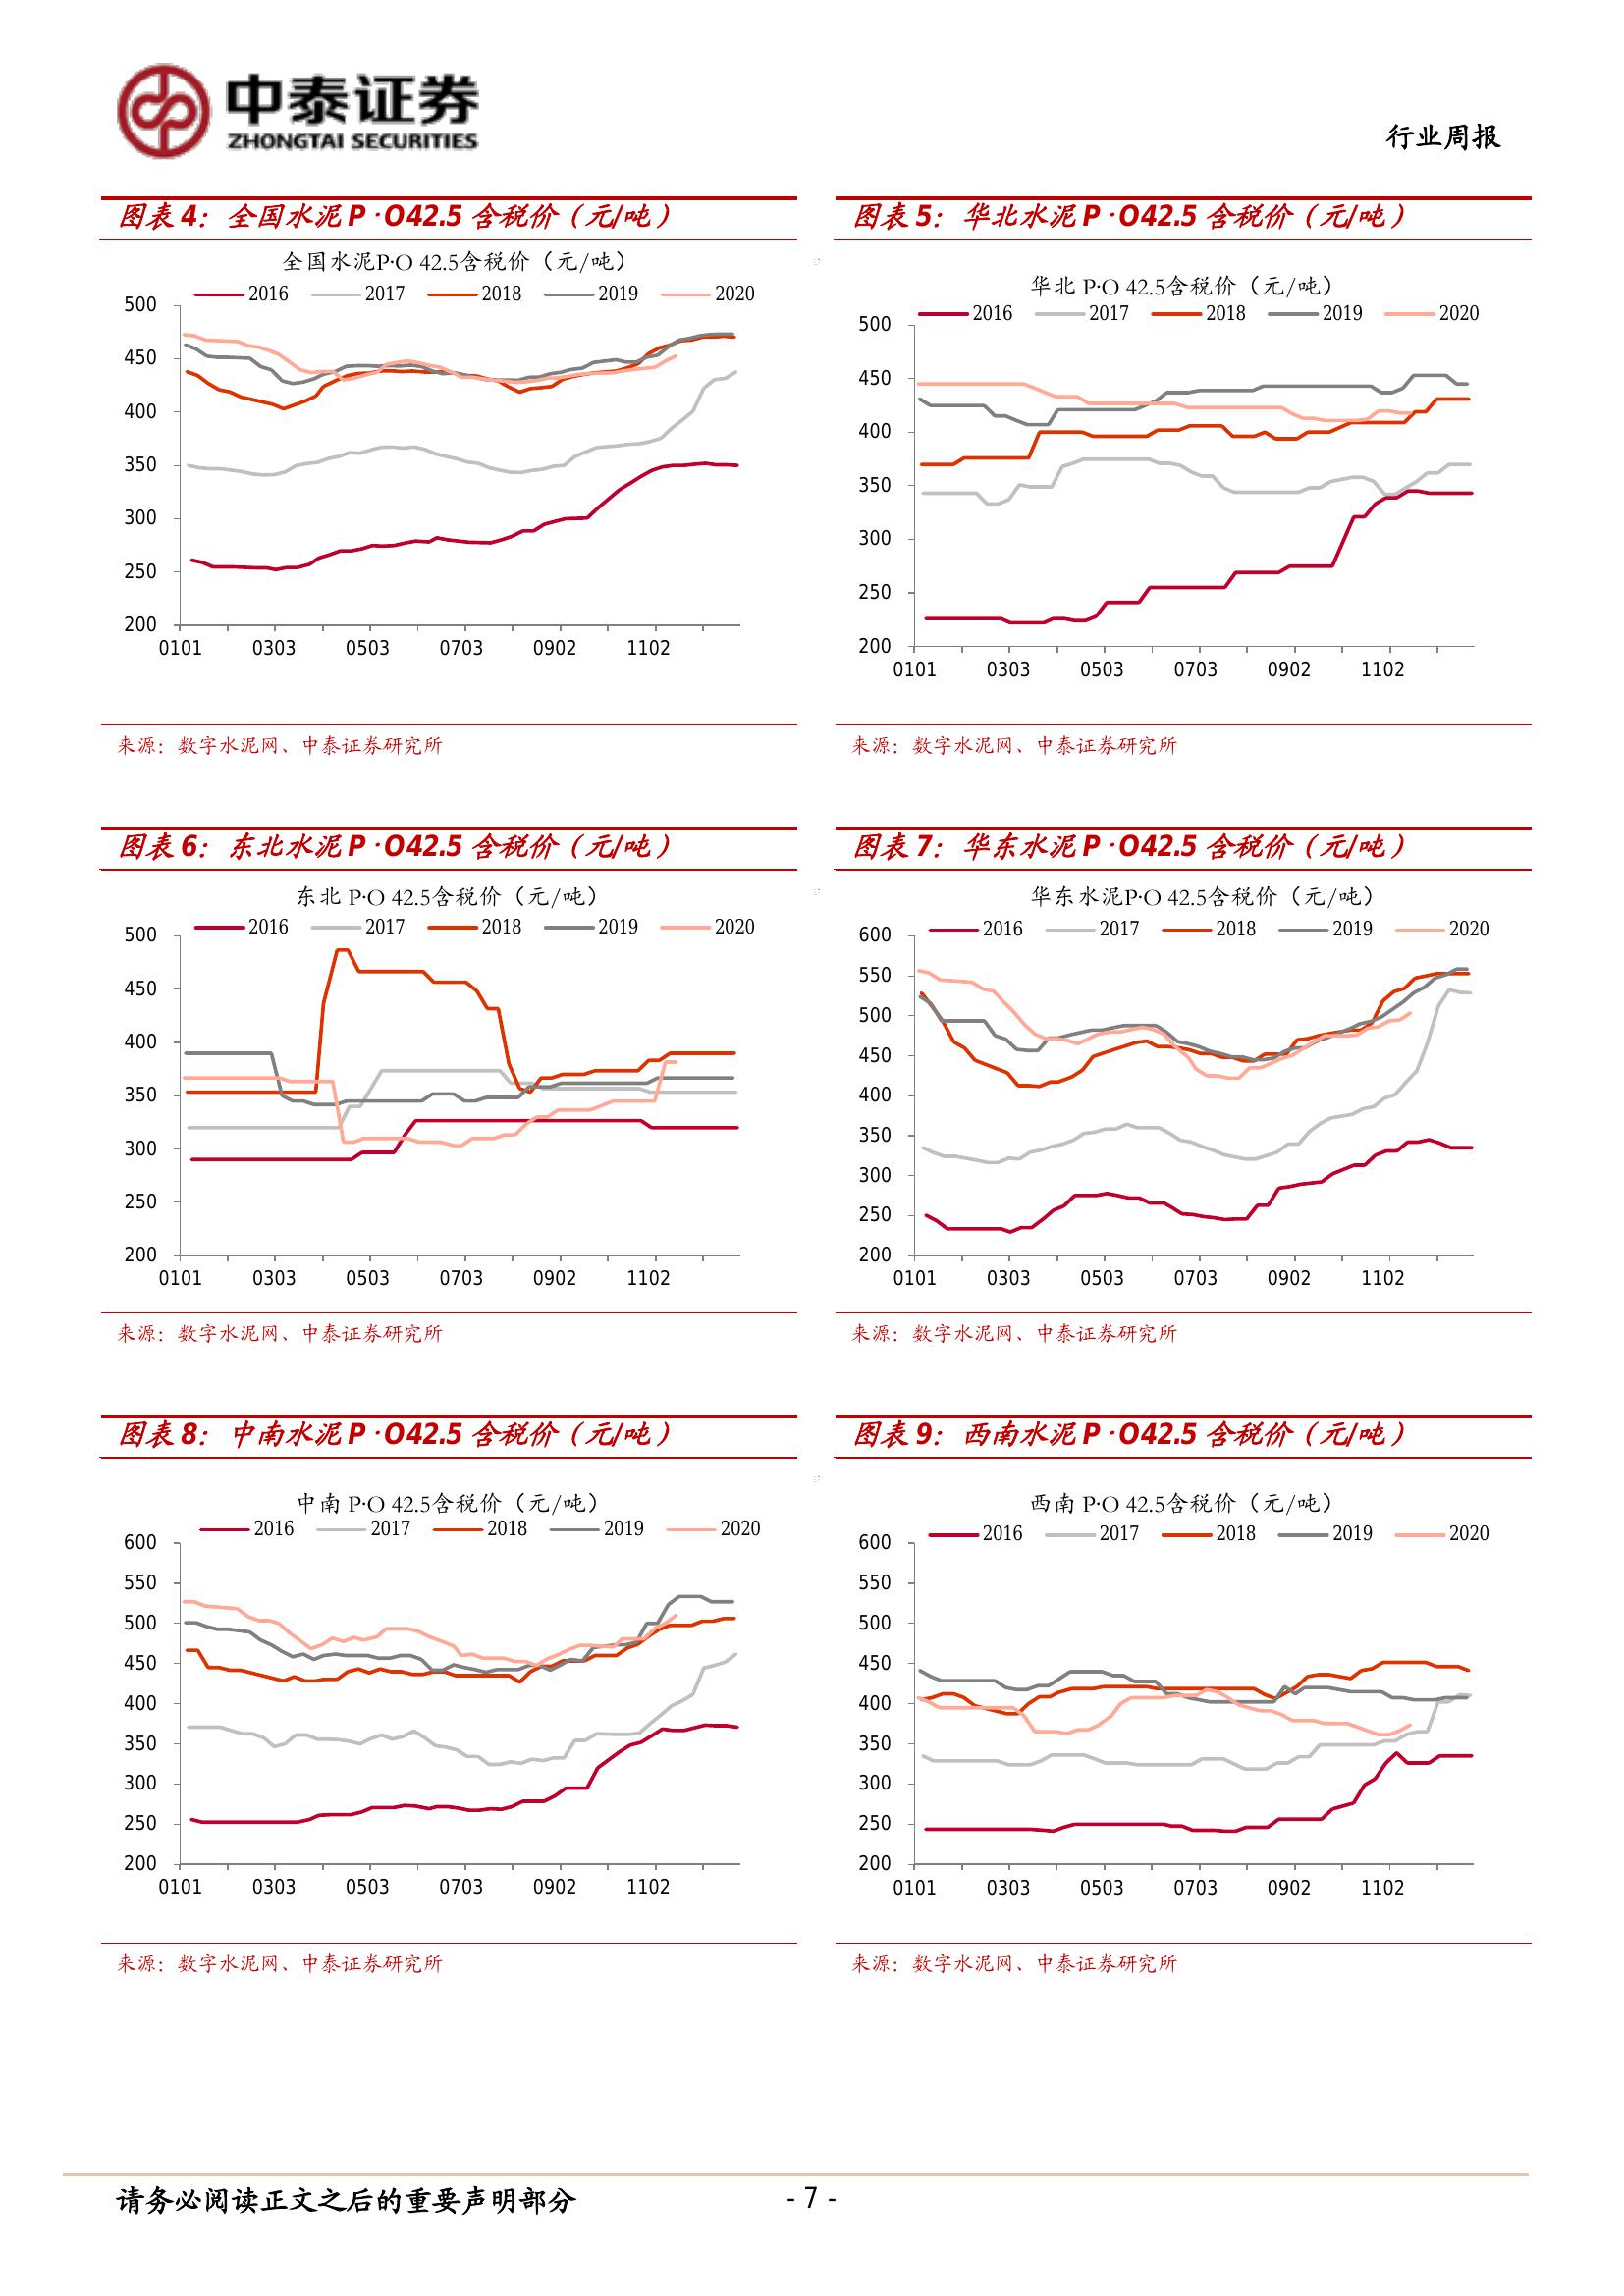 中泰证券
ZHONGTAI SECURITIES
行业周报
图表 4：全国水泥 P·O42.5 含税价（元/吨）
全国水泥P·O 42.5含税价（元/吨）
2016 2017 2018 2019 2020
500
450
400
350
300
250
200
0101 0303 0503 0703 0902 1102
来源：数字水泥网、中泰证券研究所
图表 5：华北水泥 P·O42.5 含税价（元/吨）
华北 P·O 42.5含税价（元/吨）
2016 2017 2018 2019 2020
500
450
400
350
300
250
200
0101 0303 0503 0703 0902 1102
来源：数字水泥网、中泰证券研究所
图表 6：东北水泥 P·O42.5 含税价（元/吨）
东北 P·O 42.5含税价（元/吨）
2016 2017 2018 2019 2020
500
450
400
350
300
250
200
0101 0303 0503 0703 0902 1102
来源：数字水泥网、中泰证券研究所
图表 7：华东水泥 P·O42.5 含税价（元/吨）
华东水泥P·O 42.5含税价（元/吨）
2016 2017 2018 2019 2020
600
550
500
450
400
350
300
250
200
0101 0303 0503 0703 0902 1102
来源：数字水泥网、中泰证券研究所
图表 8：中南水泥 P·O42.5 含税价（元/吨）
中南 P·O 42.5含税价（元/吨）
2016 2017 2018 2019 2020
600
550
500
450
400
350
300
250
200
0101 0303 0503 0703 0902 1102
来源：数字水泥网、中泰证券研究所
图表 9：西南水泥 P·O42.5 含税价（元/吨）
西南 P·O 42.5含税价（元/吨）
2016 2017 2018 2019 2020
600
550
500
450
400
350
300
250
200
0101 0303 0503 0703 0902 1102
来源：数字水泥网、中泰证券研究所
请务必阅读正文之后的重要声明部分
- 7 -